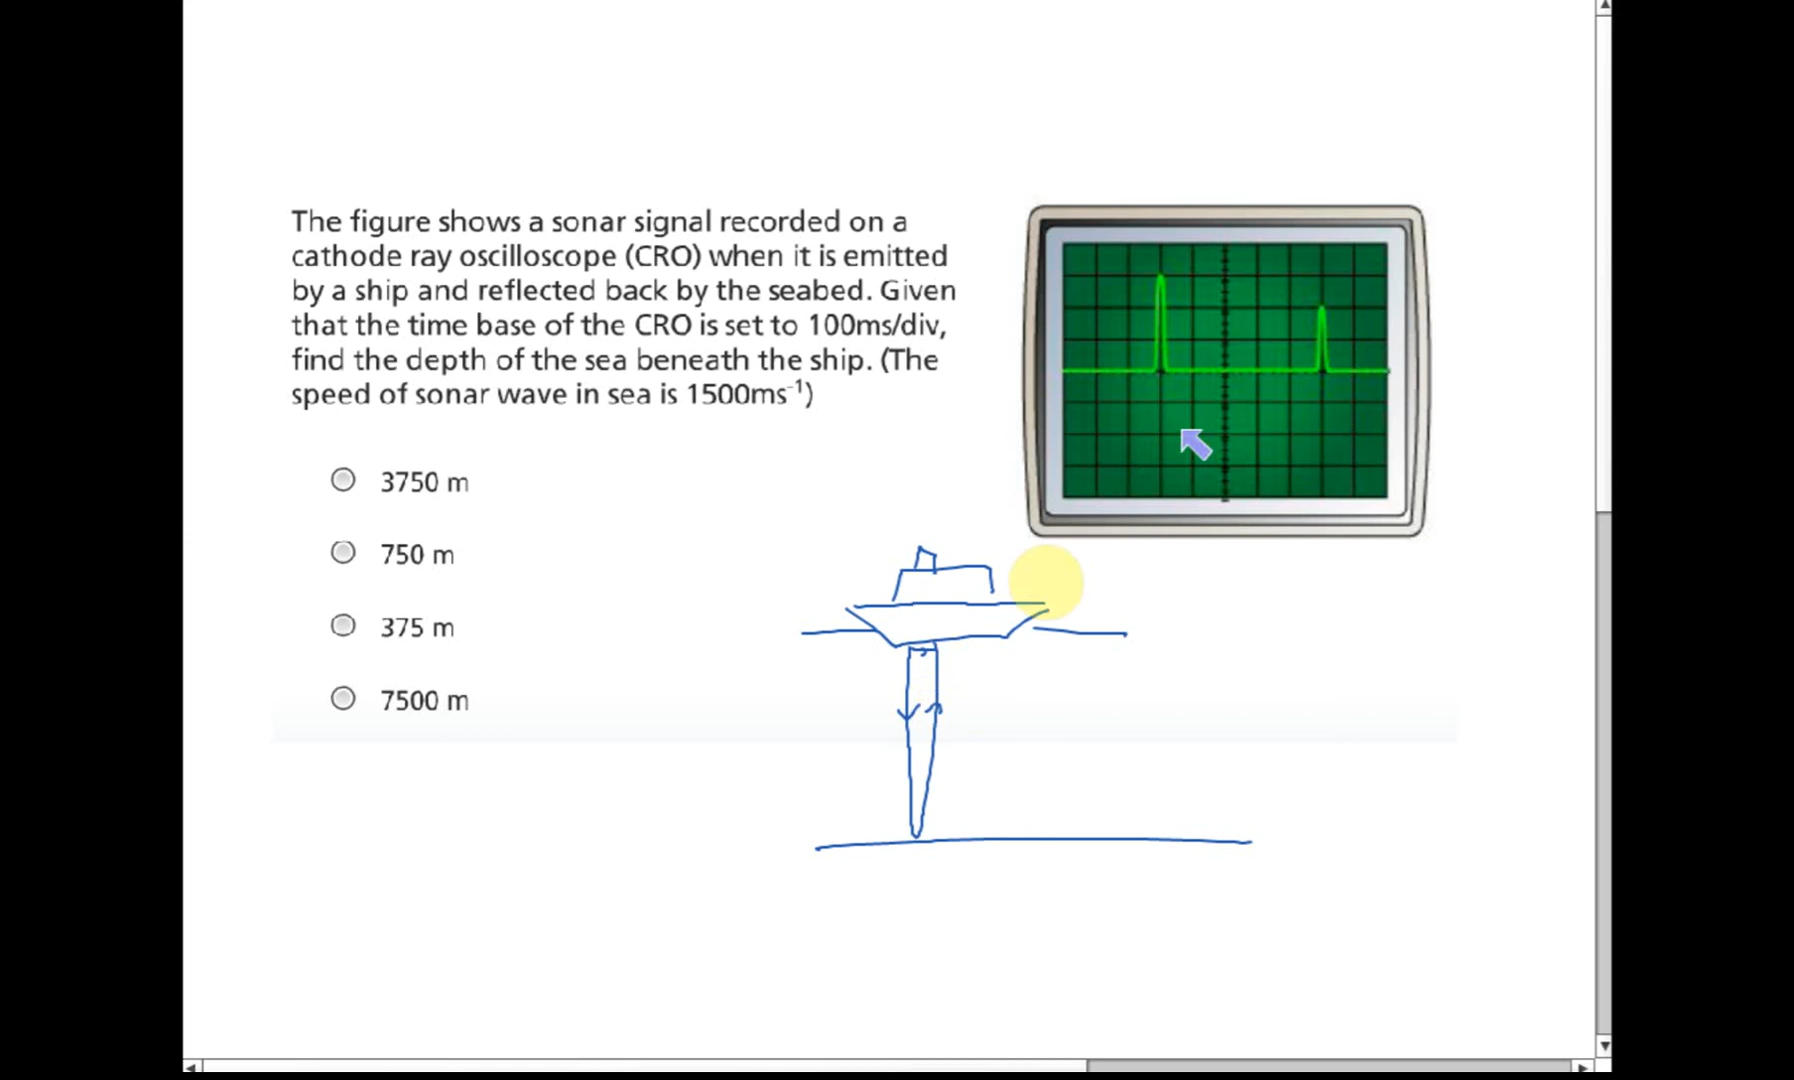 The figure shows a sonar signal recorded on a
cathode ray oscilloscope (CRO) when it is emitted
by a ship and reflected back by the seabed. Given
that the time base of the CRO is set to 100ms/div,
find the depth of the sea beneath the ship. (The
speed of sonar wave in sea is 1500ms⁻¹)
3750 m
750 m
375 m
7500 m